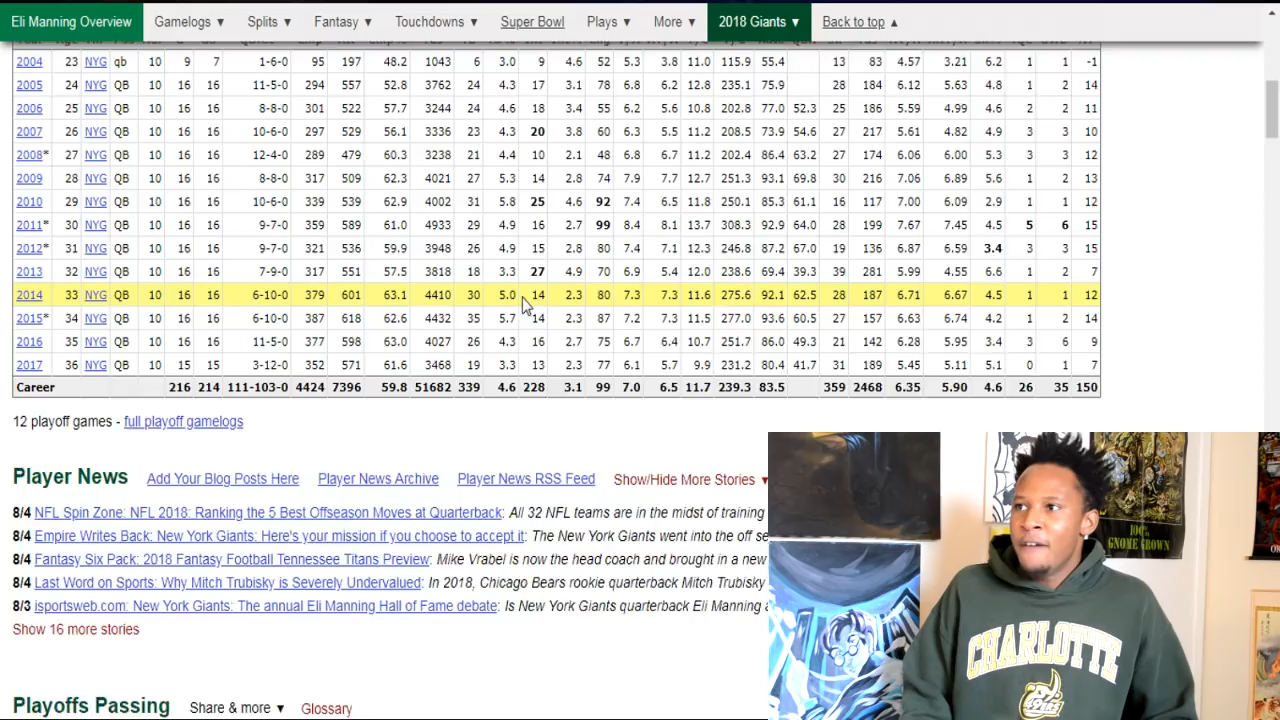 Eli Manning Overview Gamelogs ▼ Splits ▼ Fantasy ▼ Touchdowns ▼ Super Bowl Plays ▼ More ▼ 2018 Giants ▼ Back to top ▲
2004 23 NYG qb 10 9 7 1-6-0 95 197 48.2 1043 6 3.0 9 4.6 52 5.3 3.8 11.0 115.9 55.4 13 83 4.57 3.21 6.2 1 1 -1
2005 24 NYG QB 10 16 16 11-5-0 294 557 52.8 3762 24 4.3 17 3.1 78 6.8 6.2 12.8 235.1 75.9 28 184 6.12 5.63 4.8 1 2 14
2006 25 NYG QB 10 16 16 8-8-0 301 522 57.7 3244 24 4.6 18 3.4 55 6.2 5.6 10.8 202.8 77.0 52.3 25 186 5.59 4.99 4.6 2 2 11
2007 26 NYG QB 10 16 16 10-6-0 297 529 56.1 3336 23 4.3 20 3.8 60 6.3 5.5 11.2 208.5 73.9 54.6 27 217 5.61 4.82 4.9 3 3 10
2008* 27 NYG QB 10 16 16 12-4-0 289 479 60.3 3238 21 4.4 10 2.1 48 6.8 6.7 11.2 202.4 86.4 63.2 27 174 6.06 6.00 5.3 3 3 12
2009 28 NYG QB 10 16 16 8-8-0 317 509 62.3 4021 27 5.3 14 2.8 74 7.9 7.7 12.7 251.3 93.1 69.8 30 216 7.06 6.89 5.6 1 2 13
2010 29 NYG QB 10 16 16 10-6-0 339 539 62.9 4002 31 5.8 25 4.6 92 7.4 6.5 11.8 250.1 85.3 61.1 16 117 7.00 6.09 2.9 1 1 12
2011* 30 NYG QB 10 16 16 9-7-0 359 589 61.0 4933 29 4.9 16 2.7 99 8.4 8.1 13.7 308.3 92.9 64.0 28 199 7.67 7.45 4.5 5 6 15
2012* 31 NYG QB 10 16 16 9-7-0 321 536 59.9 3948 26 4.9 15 2.8 80 7.4 7.1 12.3 246.8 87.2 67.0 19 136 6.87 6.59 3.4 3 3 15
2013 32 NYG QB 10 16 16 7-9-0 317 551 57.5 3818 18 3.3 27 4.9 70 6.9 5.4 12.0 238.6 69.4 39.3 39 281 5.99 4.55 6.6 1 2 7
2014 33 NYG QB 10 16 16 6-10-0 379 601 63.1 4410 30 5.0 14 2.3 80 7.3 7.3 11.6 275.6 92.1 62.5 28 187 6.71 6.67 4.5 1 1 12
2015* 34 NYG QB 10 16 16 6-10-0 387 618 62.6 4432 35 5.7 14 2.3 87 7.2 7.3 11.5 277.0 93.6 60.5 27 157 6.63 6.74 4.2 1 2 14
2016 35 NYG QB 10 16 16 11-5-0 377 598 63.0 4027 26 4.3 16 2.7 75 6.7 6.4 10.7 251.7 86.0 49.3 21 142 6.28 5.95 3.4 3 6 9
2017 36 NYG QB 10 15 15 3-12-0 352 571 61.6 3468 19 3.3 13 2.3 77 6.1 5.7 9.9 231.2 80.4 41.7 31 189 5.45 5.11 5.1 0 1 7
Career 216 214 111-103-0 4424 7396 59.8 51682 339 4.6 228 3.1 99 7.0 6.5 11.7 239.3 83.5 359 2468 6.35 5.90 4.6 26 35 150
12 playoff games - full playoff gamelogs
Player News Add Your Blog Posts Here Player News Archive Player News RSS Feed Show/Hide More Stories ▼
8/4 NFL Spin Zone: NFL 2018: Ranking the 5 Best Offseason Moves at Quarterback: All 32 NFL teams are in the midst of training
8/4 Empire Writes Back: New York Giants: Here's your mission if you choose to accept it: The New York Giants went into the off se
8/4 Fantasy Six Pack: 2018 Fantasy Football Tennessee Titans Preview: Mike Vrabel is now the head coach and brought in a new
8/4 Last Word on Sports: Why Mitch Trubisky is Severely Undervalued: In 2018, Chicago Bears rookie quarterback Mitch Trubisky
8/3 isportsweb.com: New York Giants: The annual Eli Manning Hall of Fame debate: Is New York Giants quarterback Eli Manning
Show 16 more stories
Playoffs Passing Share & more ▼ Glossary
100%
GNOME GROWN
CHARLOTTE
49ERS